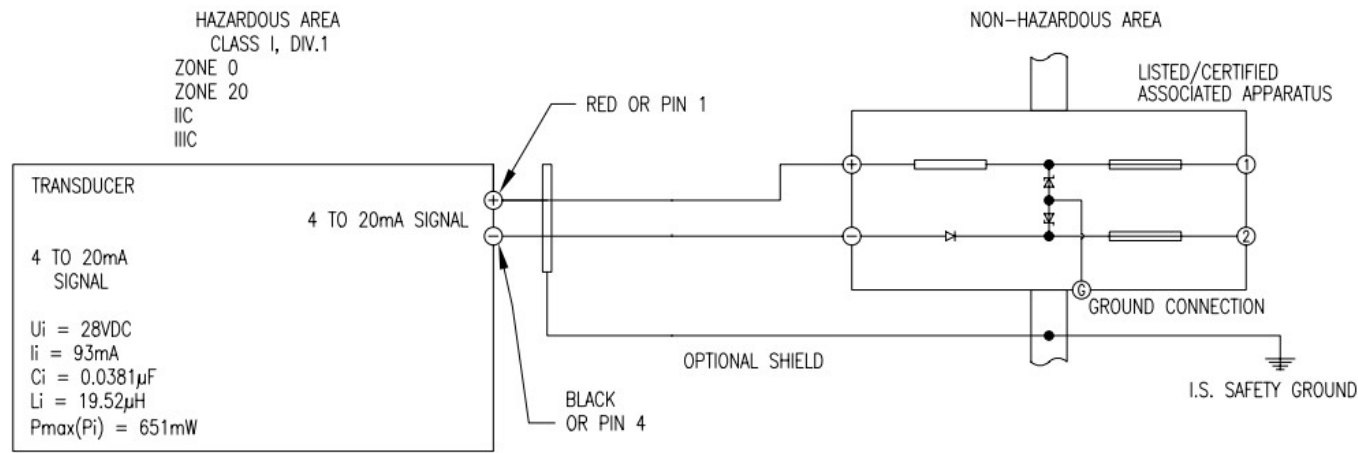 HAZARDOUS AREA
CLASS I, DIV.1
ZONE 0
ZONE 20
IIC
IIIC
NON-HAZARDOUS AREA
LISTED/CERTIFIED
ASSOCIATED APPARATUS
RED OR PIN 1
TRANSDUCER
4 TO 20mA SIGNAL
4 TO 20mA
SIGNAL
Ui = 28VDC
Ii = 93mA
Ci = 0.0381µF
Li = 19.52µH
Pmax(Pi) = 651mW
+
−
+
−
1
2
G
GROUND CONNECTION
OPTIONAL SHIELD
BLACK
OR PIN 4
I.S. SAFETY GROUND